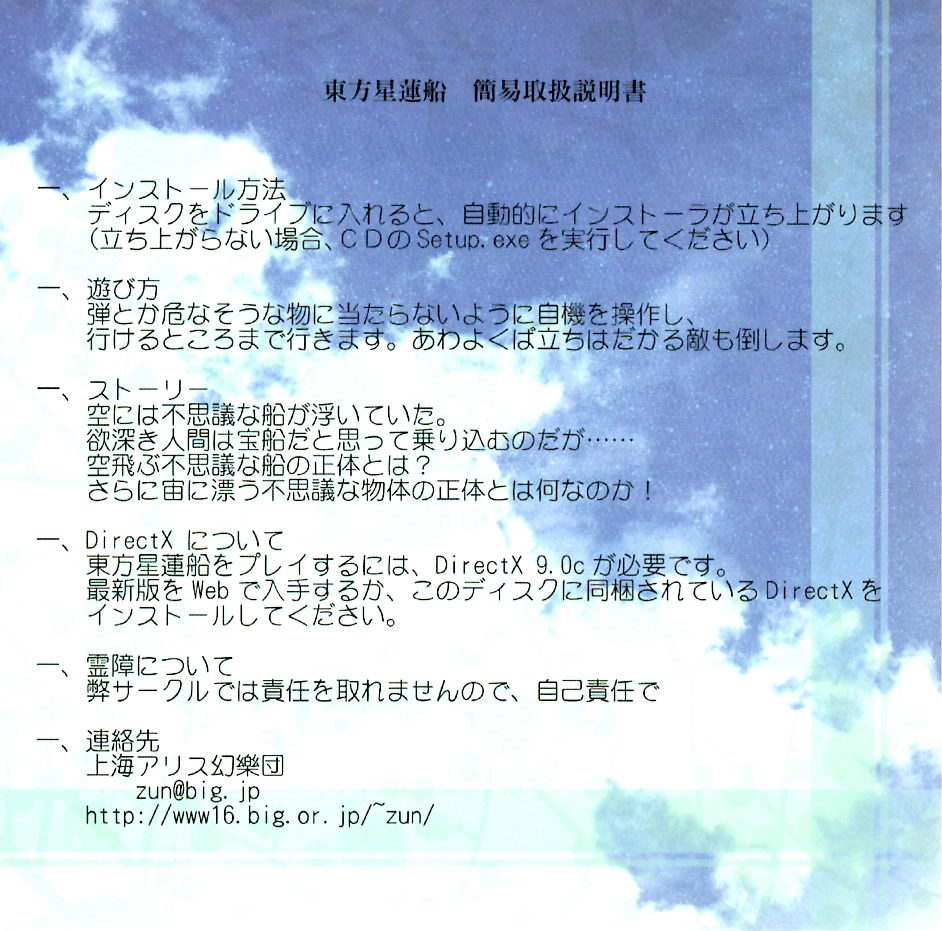 東方星蓮船　簡易取扱説明書
一、インストール方法
ディスクをドライブに入れると、自動的にインストーラが立ち上がります
(立ち上がらない場合、ＣＤのSetup.exeを実行してください)
一、遊び方
弾とか危なそうな物に当たらないように自機を操作し、
行けるところまで行きます。あわよくば立ちはだかる敵も倒します。
一、ストーリー
空には不思議な船が浮いていた。
欲深き人間は宝船だと思って乗り込むのだが……
空飛ぶ不思議な船の正体とは？
さらに宙に漂う不思議な物体の正体とは何なのか！
一、DirectX について
東方星蓮船をプレイするには、DirectX 9.0cが必要です。
最新版を Web で入手するか、このディスクに同梱されているDirectXを
インストールしてください。
一、霊障について
弊サークルでは責任を取れませんので、自己責任で
一、連絡先
上海アリス幻樂団
zun@big.jp
http://www16.big.or.jp/~zun/